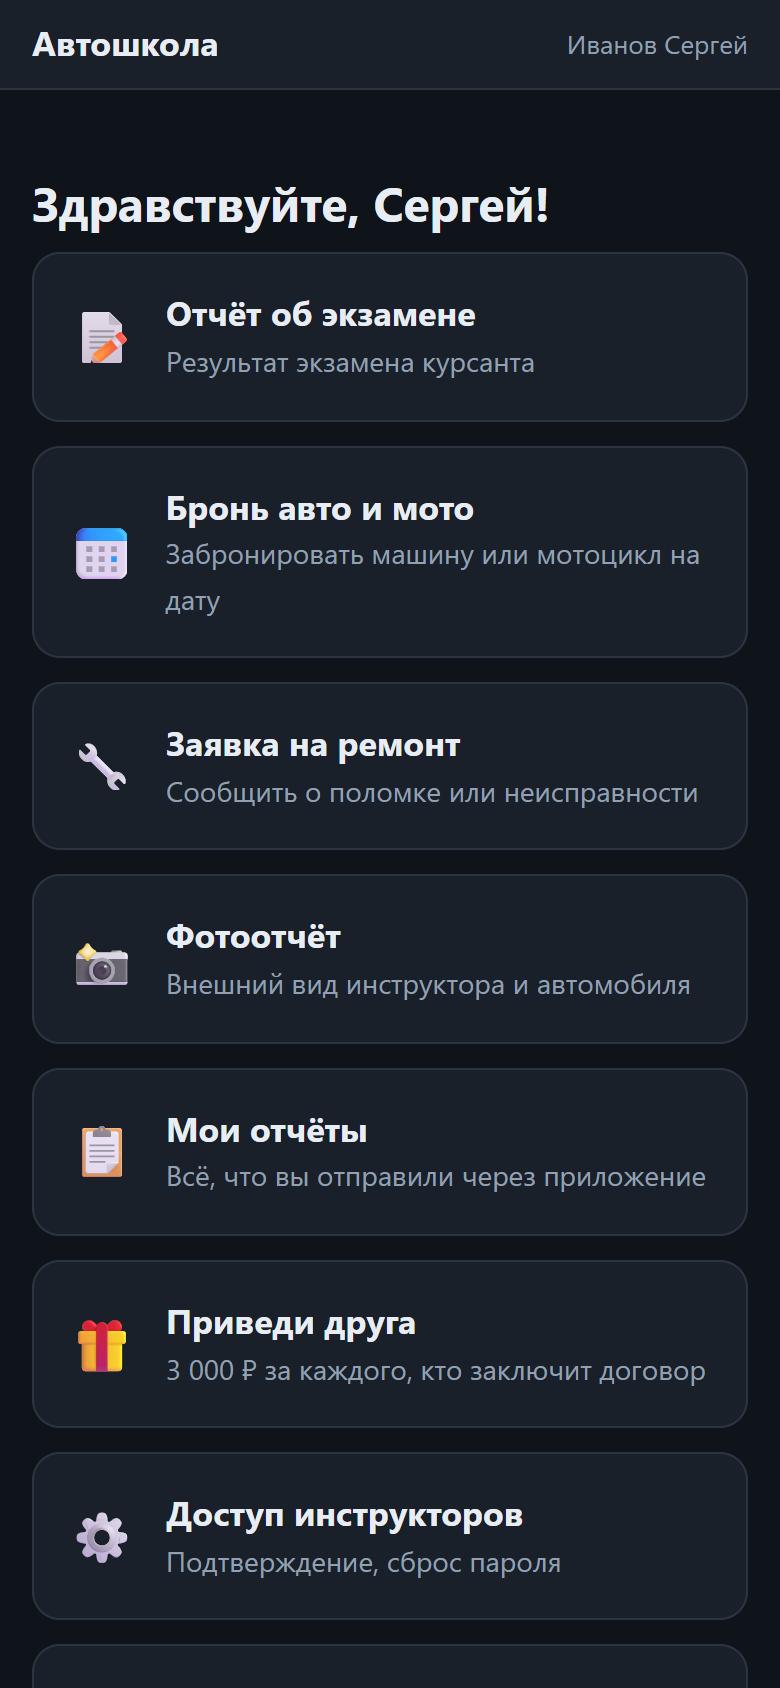 Автошкола
Иванов Сергей
Здравствуйте, Сергей!
Отчёт об экзамене
Результат экзамена курсанта
Бронь авто и мото
Забронировать машину или мотоцикл на
дату
Заявка на ремонт
Сообщить о поломке или неисправности
Фотоотчёт
Внешний вид инструктора и автомобиля
Мои отчёты
Всё, что вы отправили через приложение
Приведи друга
3 000 ₽ за каждого, кто заключит договор
Доступ инструкторов
Подтверждение, сброс пароля